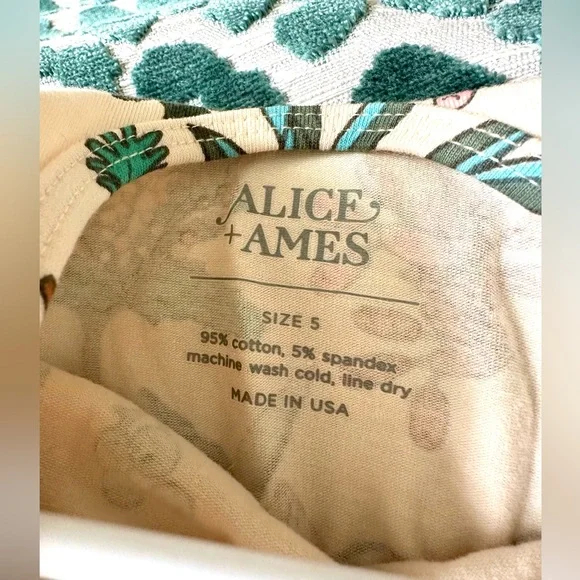 ALICE
+ AMES
SIZE 5
95% cotton, 5% spandex
machine wash cold, line dry
MADE IN USA